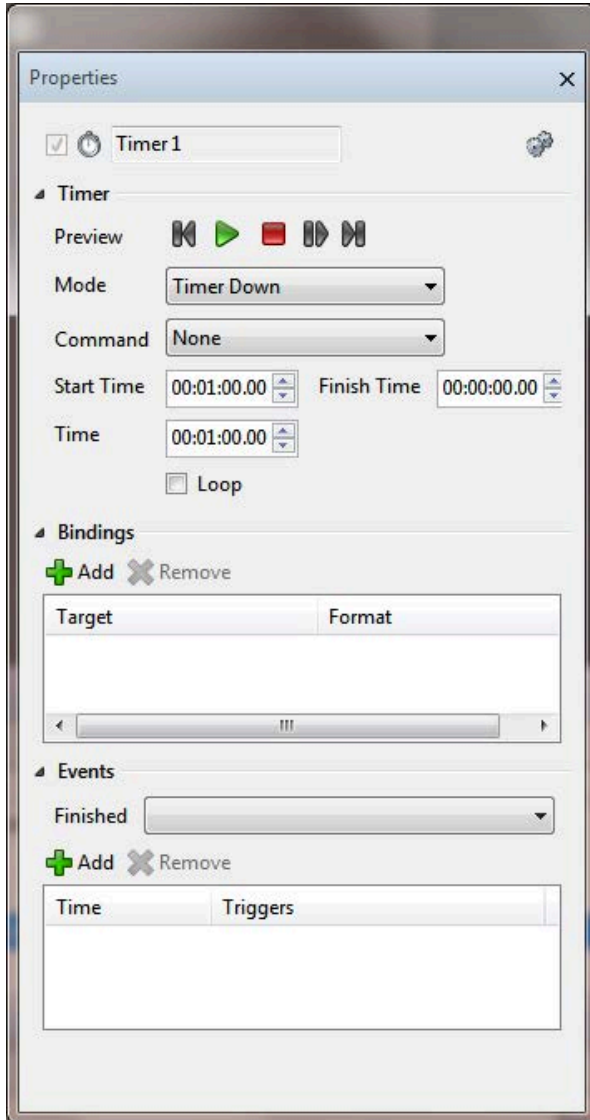 Properties
Timer 1
Timer
Preview
Mode Timer Down
Command None
Start Time 00:01:00.00 Finish Time 00:00:00.00
Time 00:01:00.00
Loop
Bindings
Add Remove
Target Format
Events
Finished
Add Remove
Time Triggers